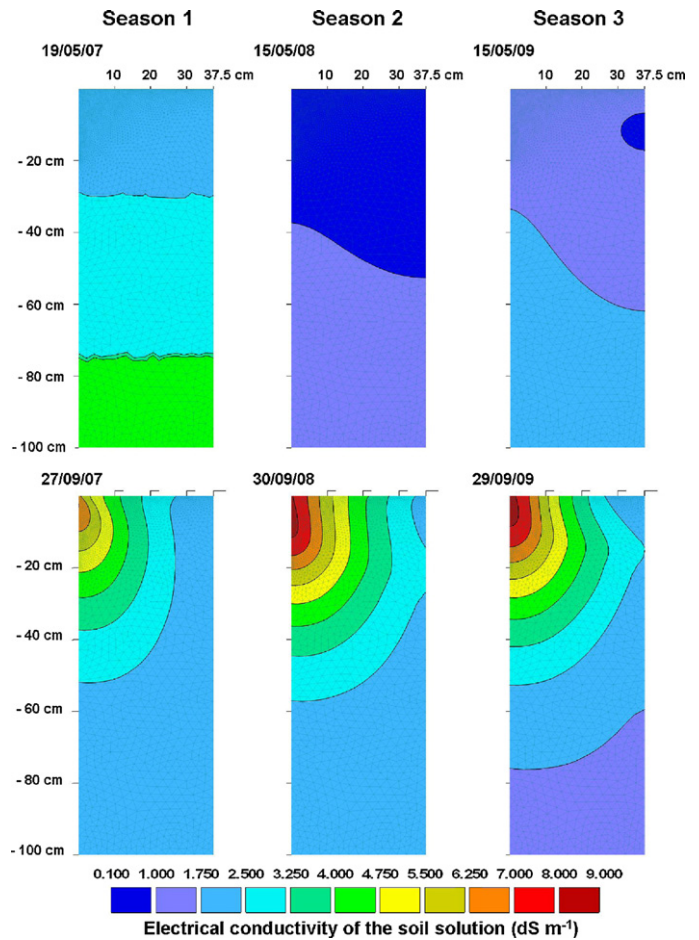 Season 1 Season 2 Season 3
19/05/07 15/05/08 15/05/09
10 20 30 37.5 cm 10 20 30 37.5 cm 10 20 30 37.5 cm
- 20 cm
- 40 cm
- 60 cm
- 80 cm
- 100 cm
27/09/07 30/09/08 29/09/09
- 20 cm
- 40 cm
- 60 cm
- 80 cm
- 100 cm
0.100 1.000 1.750 2.500 3.250 4.000 4.750 5.500 6.250 7.000 8.000 9.000
Electrical conductivity of the soil solution (dS m⁻¹)